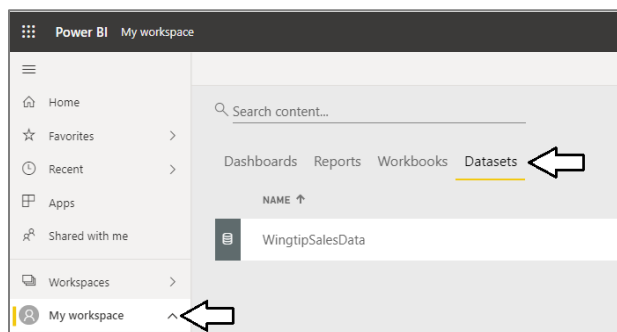 Power BI My workspace
Home
Favorites
Recent
Apps
Shared with me
Workspaces
My workspace
Search content...
Dashboards Reports Workbooks Datasets
NAME ↑
WingtipSalesData